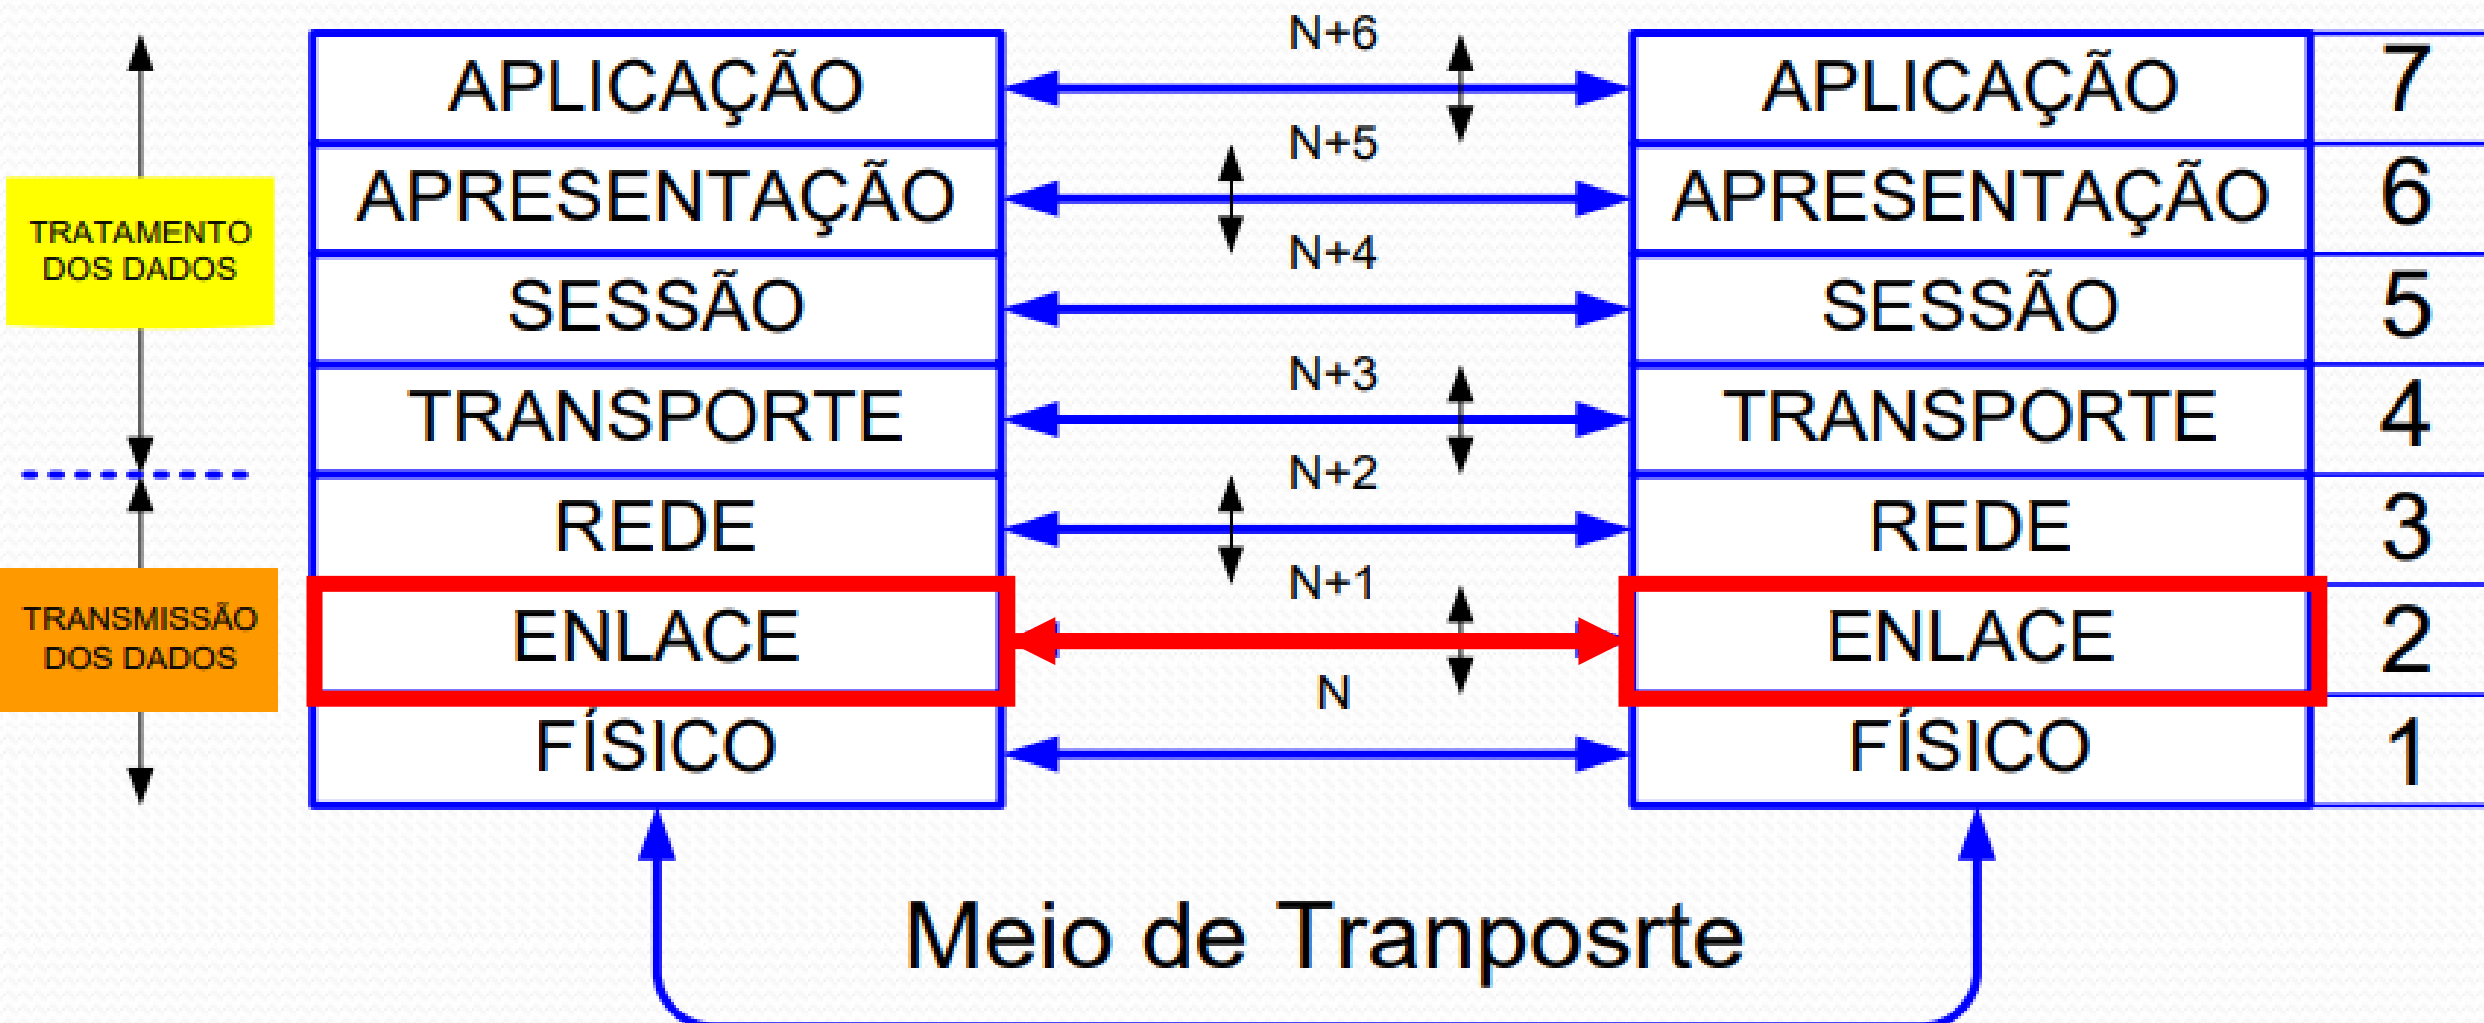 N+6
APLICAÇÃO
APLICAÇÃO
7
N+5
APRESENTAÇÃO
APRESENTAÇÃO
6
TRATAMENTO
DOS DADOS
N+4
SESSÃO
SESSÃO
5
N+3
TRANSPORTE
TRANSPORTE
4
N+2
REDE
REDE
3
N+1
TRANSMISSÃO
DOS DADOS
ENLACE
ENLACE
2
N
FÍSICO
FÍSICO
1
Meio de Tranposrte